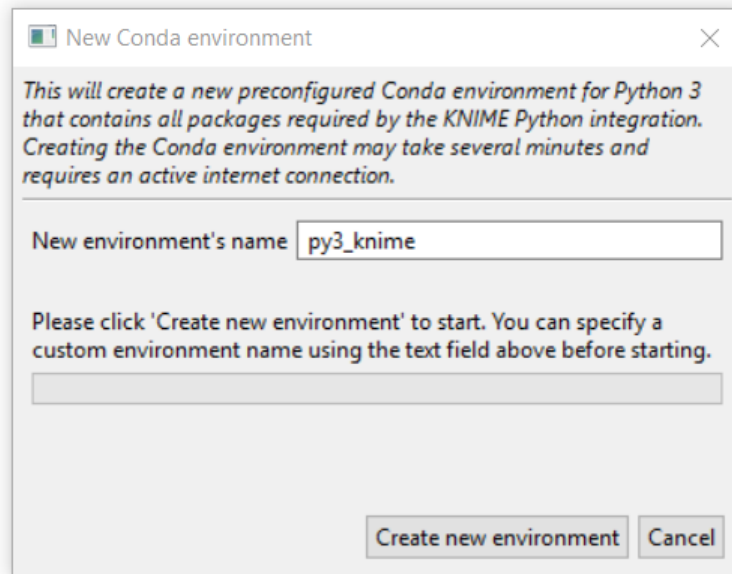 New Conda environment
This will create a new preconfigured Conda environment for Python 3
that contains all packages required by the KNIME Python integration.
Creating the Conda environment may take several minutes and
requires an active internet connection.
New environment's name py3_knime
Please click 'Create new environment' to start. You can specify a
custom environment name using the text field above before starting.
Create new environment Cancel